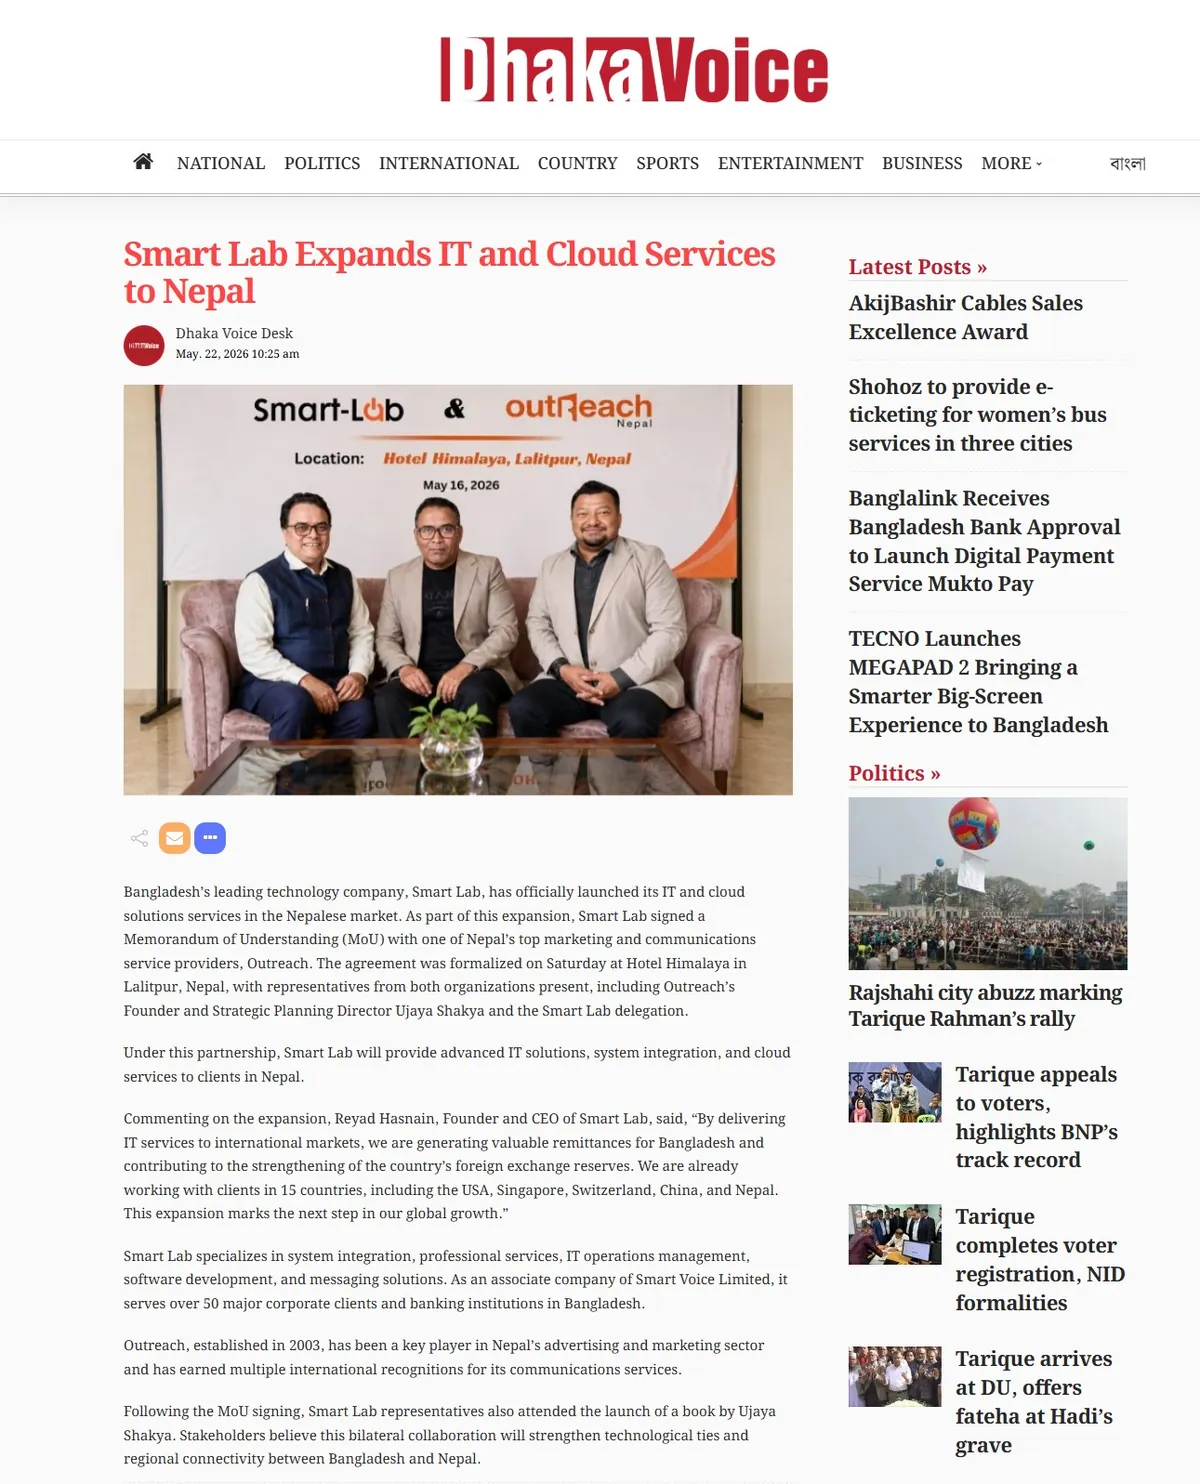 DhakaVoice
NATIONAL POLITICS INTERNATIONAL COUNTRY SPORTS ENTERTAINMENT BUSINESS MORE বাংলা
Smart Lab Expands IT and Cloud Services
to Nepal
Dhaka Voice Desk
May. 22, 2026 10:25 am
Smart-Lab & outreach
Nepal
Location: Hotel Himalaya, Lalitpur, Nepal
May 16, 2026
Bangladesh’s leading technology company, Smart Lab, has officially launched its IT and cloud
solutions services in the Nepalese market. As part of this expansion, Smart Lab signed a
Memorandum of Understanding (MoU) with one of Nepal’s top marketing and communications
service providers, Outreach. The agreement was formalized on Saturday at Hotel Himalaya in
Lalitpur, Nepal, with representatives from both organizations present, including Outreach’s
Founder and Strategic Planning Director Ujaya Shakya and the Smart Lab delegation.
Under this partnership, Smart Lab will provide advanced IT solutions, system integration, and cloud
services to clients in Nepal.
Commenting on the expansion, Reyad Hasnain, Founder and CEO of Smart Lab, said, “By delivering
IT services to international markets, we are generating valuable remittances for Bangladesh and
contributing to the strengthening of the country’s foreign exchange reserves. We are already
working with clients in 15 countries, including the USA, Singapore, Switzerland, China, and Nepal.
This expansion marks the next step in our global growth.”
Smart Lab specializes in system integration, professional services, IT operations management,
software development, and messaging solutions. As an associate company of Smart Voice Limited, it
serves over 50 major corporate clients and banking institutions in Bangladesh.
Outreach, established in 2003, has been a key player in Nepal’s advertising and marketing sector
and has earned multiple international recognitions for its communications services.
Following the MoU signing, Smart Lab representatives also attended the launch of a book by Ujaya
Shakya. Stakeholders believe this bilateral collaboration will strengthen technological ties and
regional connectivity between Bangladesh and Nepal.
Latest Posts »
AkijBashir Cables Sales
Excellence Award
Shohoz to provide e-
ticketing for women’s bus
services in three cities
Banglalink Receives
Bangladesh Bank Approval
to Launch Digital Payment
Service Mukto Pay
TECNO Launches
MEGAPAD 2 Bringing a
Smarter Big-Screen
Experience to Bangladesh
Politics »
Rajshahi city abuzz marking
Tarique Rahman’s rally
Tarique appeals
to voters,
highlights BNP’s
track record
Tarique
completes voter
registration, NID
formalities
Tarique arrives
at DU, offers
fateha at Hadi’s
grave